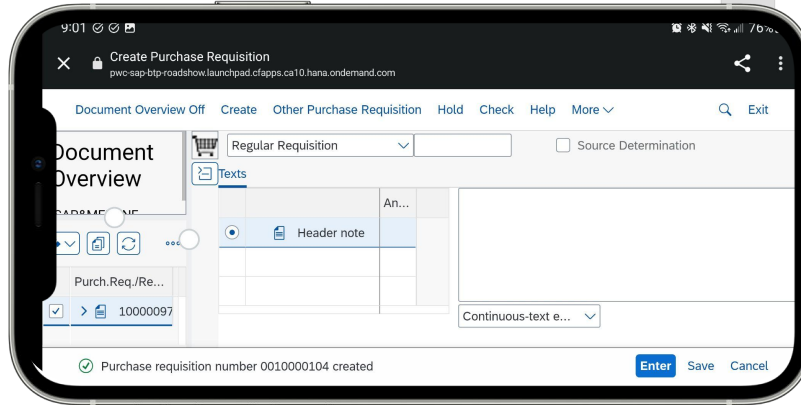 9:01
76%
Create Purchase Requisition
pwc-sap-btp-roadshow.launchpad.cfapps.ca10.hana.ondemand.com
Document Overview Off Create Other Purchase Requisition Hold Check Help More Exit
Document Overview
Regular Requisition
Source Determination
Texts
An...
Header note
Purch.Req./Re...
10000097
Continuous-text e...
Purchase requisition number 0010000104 created
Enter Save Cancel